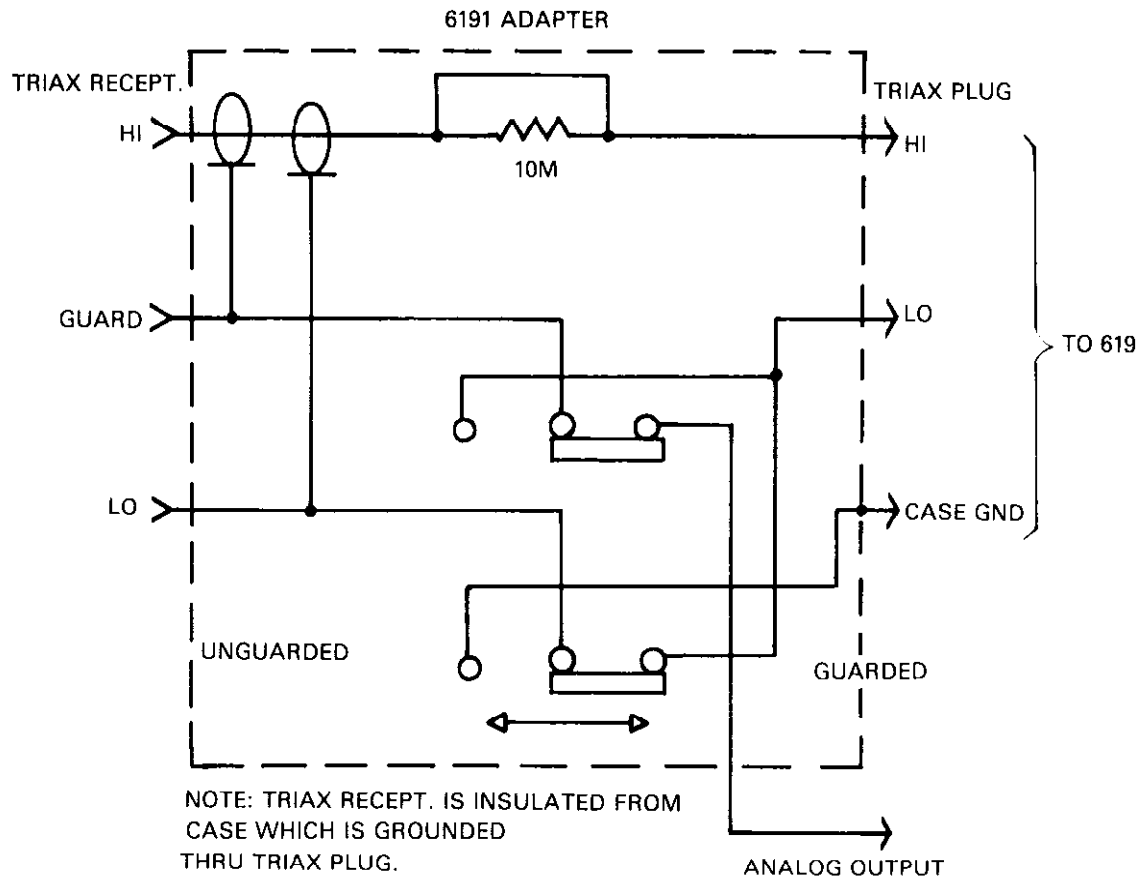 6191 ADAPTER
TRIAX RECEPT.
TRIAX PLUG
HI
HI
10M
GUARD
LO
TO 619
LO
CASE GND
UNGUARDED
GUARDED
NOTE: TRIAX RECEPT. IS INSULATED FROM
CASE WHICH IS GROUNDED
THRU TRIAX PLUG.
ANALOG OUTPUT